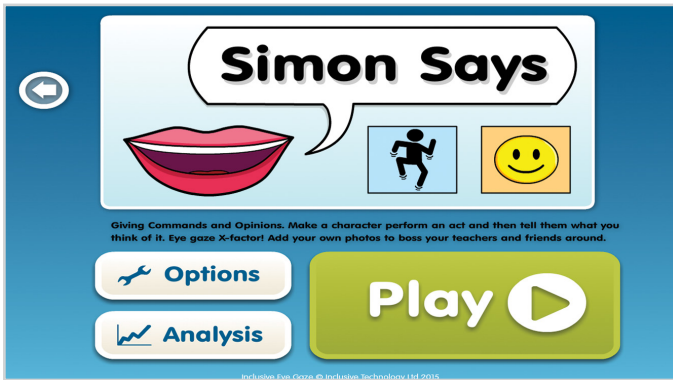 Simon Says
Giving Commands and Opinions. Make a character perform an act and then tell them what you
think of it. Eye gaze X-factor! Add your own photos to boss your teachers and friends around.
Options
Play
Analysis
Inclusive Eye Gaze © Inclusive Technology Ltd 2015